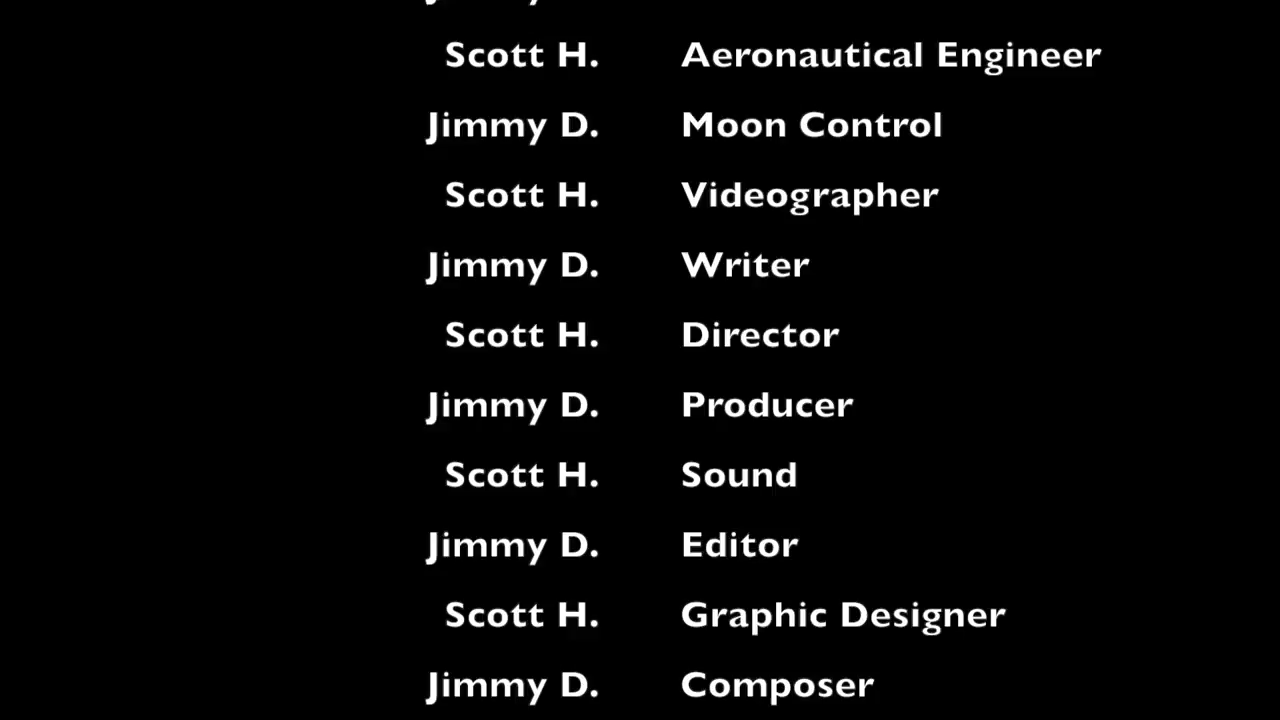 Scott H. Aeronautical Engineer
Jimmy D. Moon Control
Scott H. Videographer
Jimmy D. Writer
Scott H. Director
Jimmy D. Producer
Scott H. Sound
Jimmy D. Editor
Scott H. Graphic Designer
Jimmy D. Composer